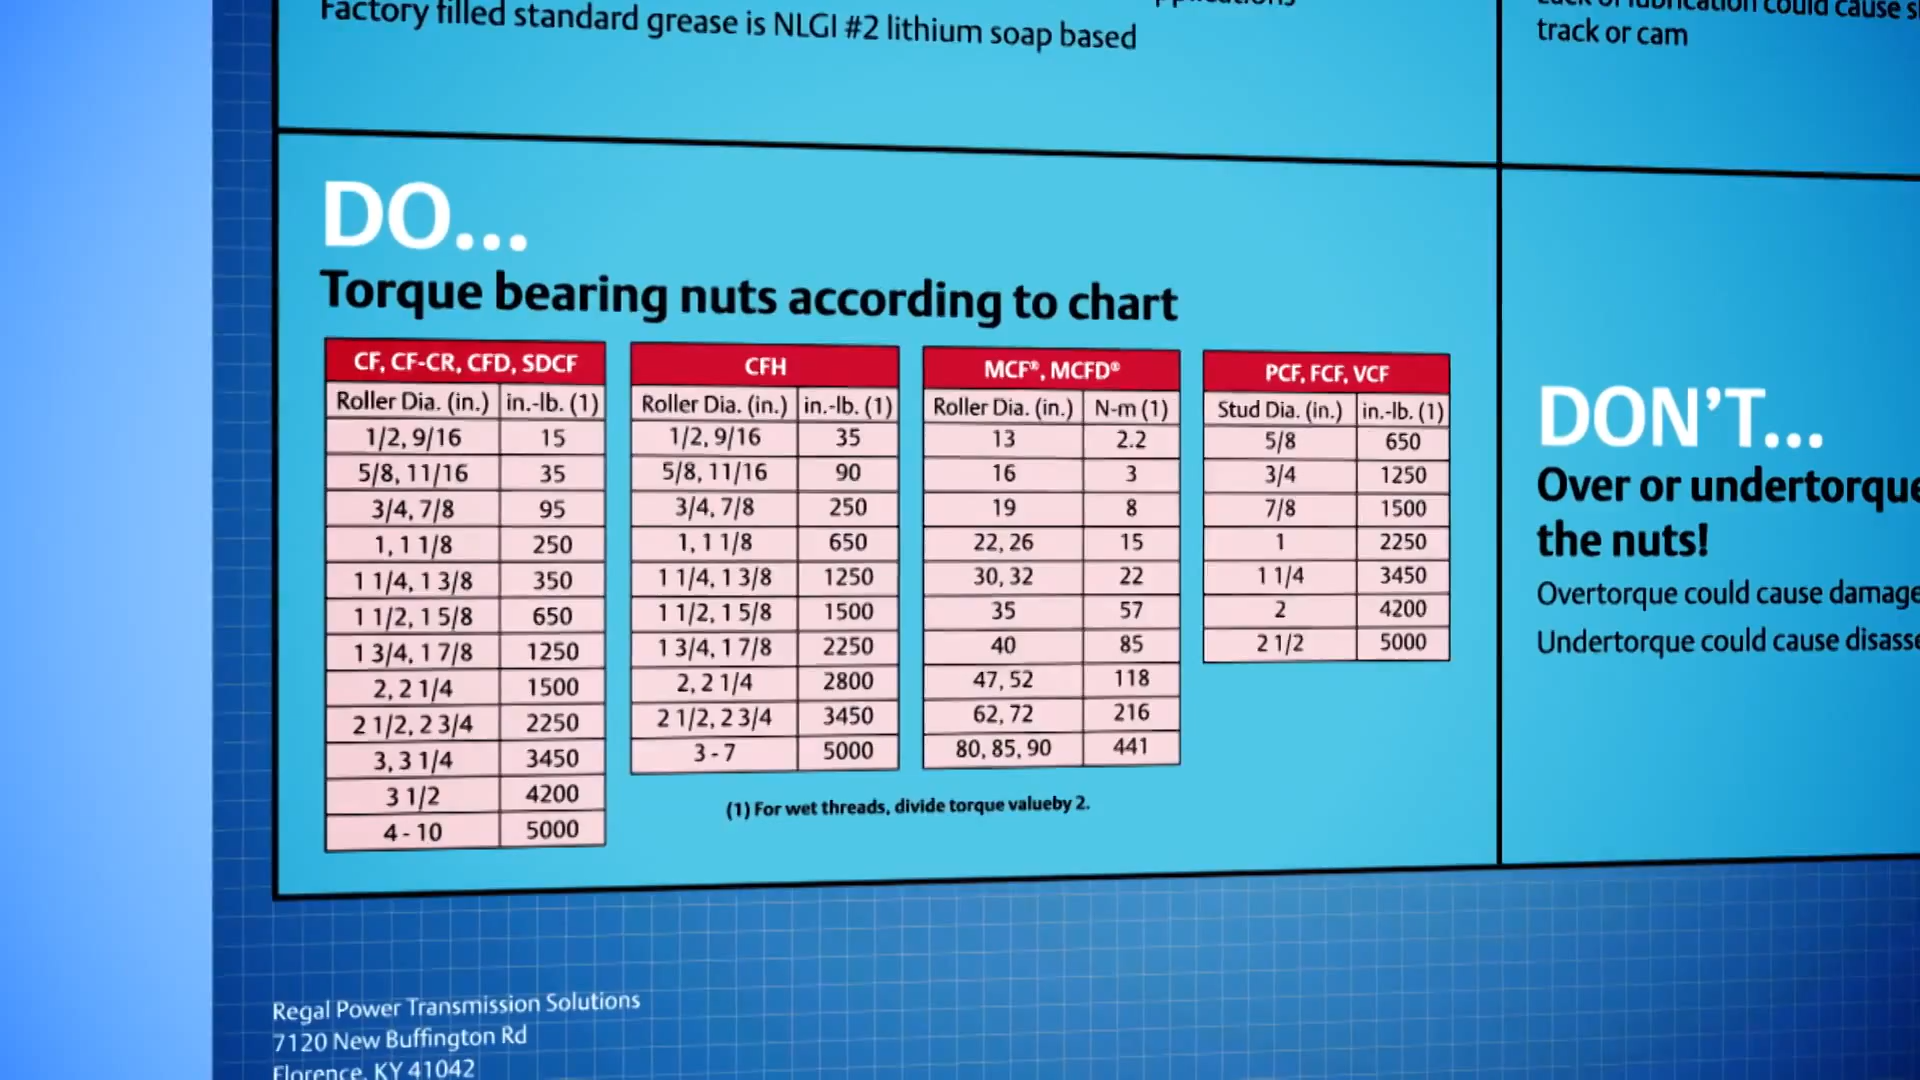 Factory filled standard grease is NLGI #2 lithium soap based
track or cam
DO...
Torque bearing nuts according to chart
CF, CF-CR, CFD, SDCF
Roller Dia. (in.) in.-lb. (1)
1/2, 9/16 15
5/8, 11/16 35
3/4, 7/8 95
1, 1 1/8 250
1 1/4, 1 3/8 350
1 1/2, 1 5/8 650
1 3/4, 1 7/8 1250
2, 2 1/4 1500
2 1/2, 2 3/4 2250
3, 3 1/4 3450
3 1/2 4200
4 - 10 5000
CFH
Roller Dia. (in.) in.-lb. (1)
1/2, 9/16 35
5/8, 11/16 90
3/4, 7/8 250
1, 1 1/8 650
1 1/4, 1 3/8 1250
1 1/2, 1 5/8 1500
1 3/4, 1 7/8 2250
2, 2 1/4 2800
2 1/2, 2 3/4 3450
3 - 7 5000
MCF®, MCFD®
Roller Dia. (in.) N-m (1)
13 2.2
16 3
19 8
22, 26 15
30, 32 22
35 57
40 85
47, 52 118
62, 72 216
80, 85, 90 441
PCF, FCF, VCF
Stud Dia. (in.) in.-lb. (1)
5/8 650
3/4 1250
7/8 1500
1 2250
1 1/4 3450
2 4200
2 1/2 5000
(1) For wet threads, divide torque valueby 2.
DON'T...
Over or undertorque
the nuts!
Overtorque could cause damage
Undertorque could cause
Regal Power Transmission Solutions
7120 New Buffington Rd
Florence, KY 41042